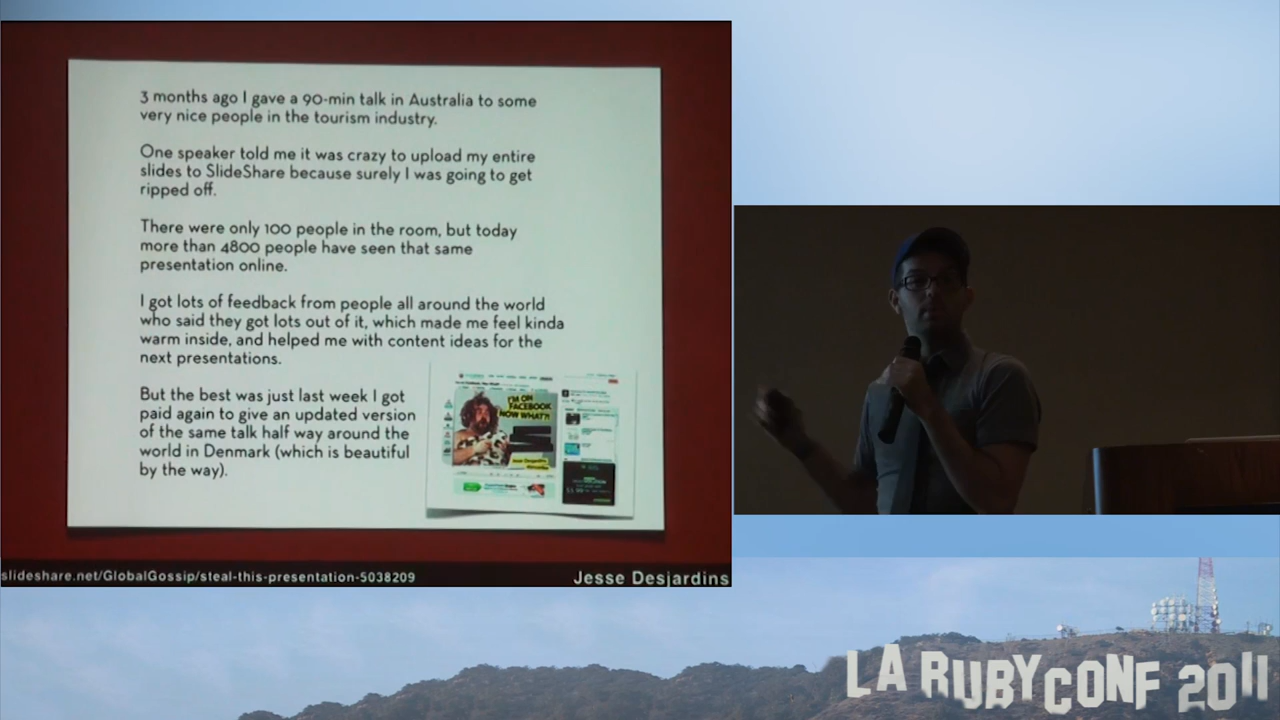 3 months ago I gave a 90-min talk in Australia to some
very nice people in the tourism industry.
One speaker told me it was crazy to upload my entire
slides to SlideShare because surely I was going to get
ripped off.
There were only 100 people in the room, but today
more than 4800 people have seen that same
presentation online.
I got lots of feedback from people all around the world
who said they got lots out of it, which made me feel kinda
warm inside, and helped me with content ideas for the
next presentations.
But the best was just last week I got
paid again to give an updated version
of the same talk half way around the
world in Denmark (which is beautiful
by the way).
I'M ON
FACEBOOK
NOW WHAT?!
slideshare.net/GlobalGossip/steal-this-presentation-5038209
Jesse Desjardins
LA RUBYCONF 2011